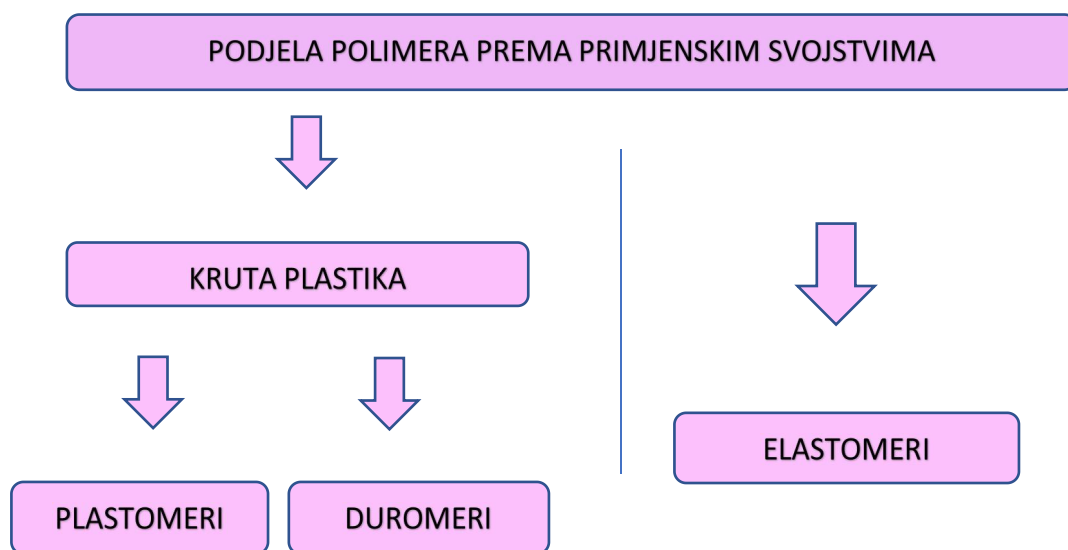 PODJELA POLIMERA PREMA PRIMJENSKIM SVOJSTVIMA
KRUTA PLASTIKA
ELASTOMERI
PLASTOMERI
DUROMERI